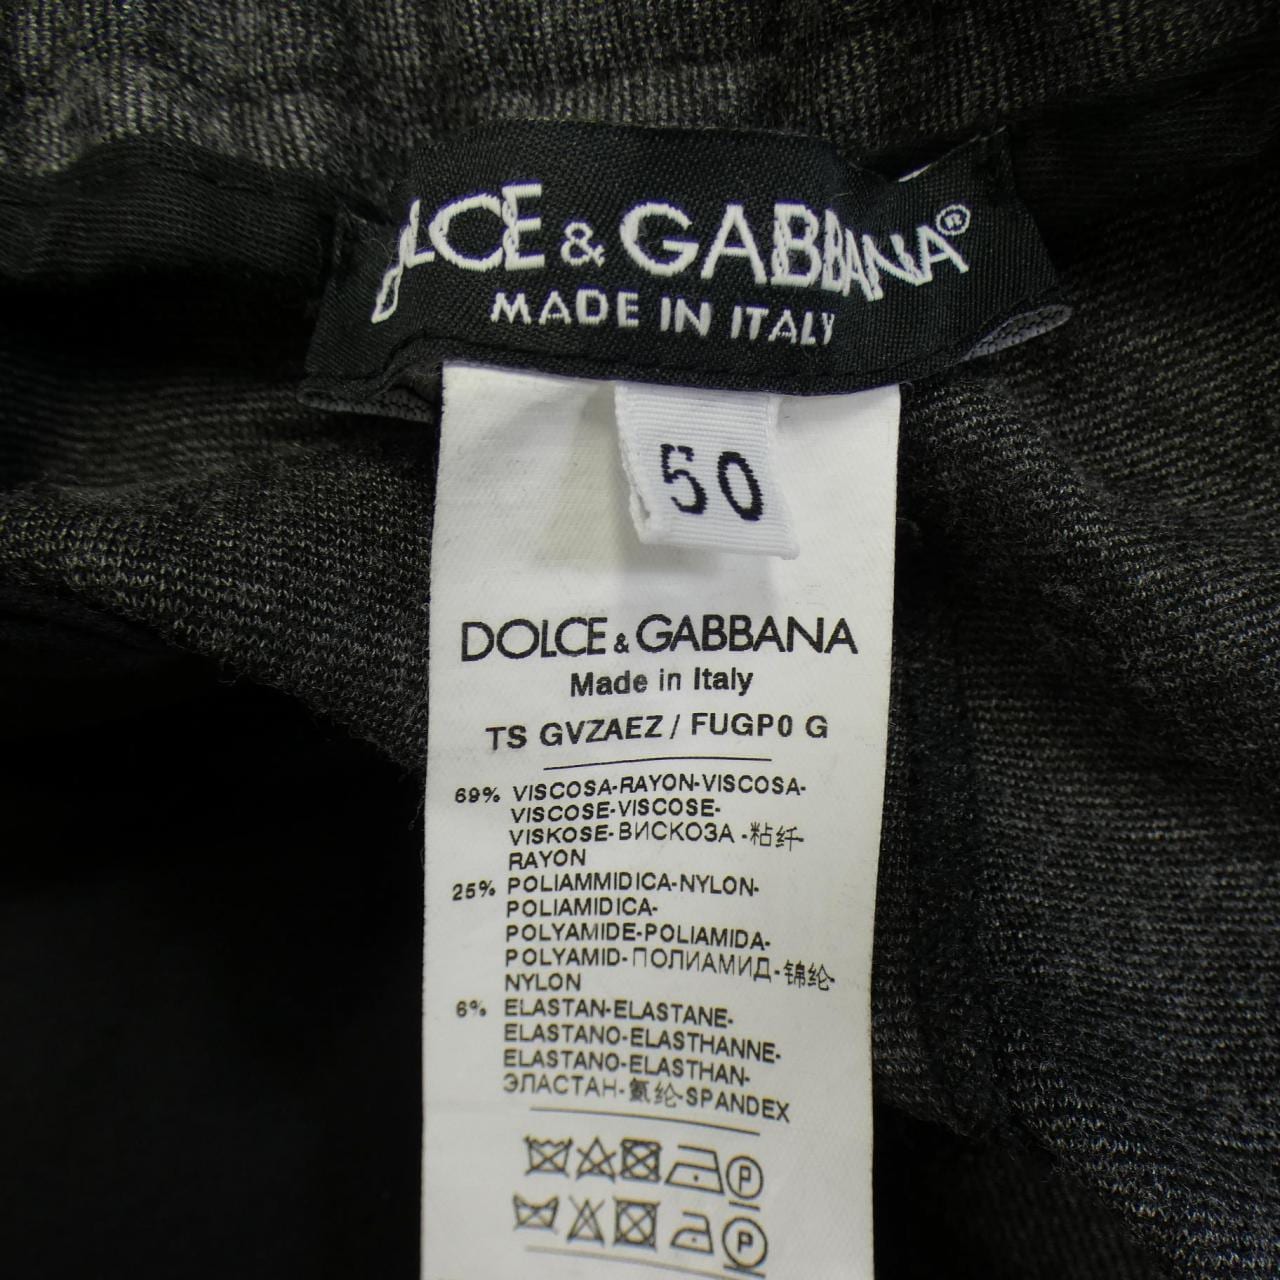 DOLCE & GABBANA®
MADE IN ITALY
50
DOLCE & GABBANA
Made in Italy
TS GVZAEZ / FUGP0 G
69% VISCOSA-RAYON-VISCOSA-
VISCOSE-VISCOSE-
VISKOSE-ВИСКОЗА-粘纤-
RAYON
25% POLIAMMIDICA-NYLON-
POLIAMIDICA-
POLYAMIDE-POLIAMIDA-
POLYAMID-ПОЛИАМИД-锦纶-
NYLON
6% ELASTAN-ELASTANE-
ELASTANO-ELASTHANNE-
ELASTANO-ELASTHAN-
ЭЛАСТАН-氨纶-SPANDEX
P
P